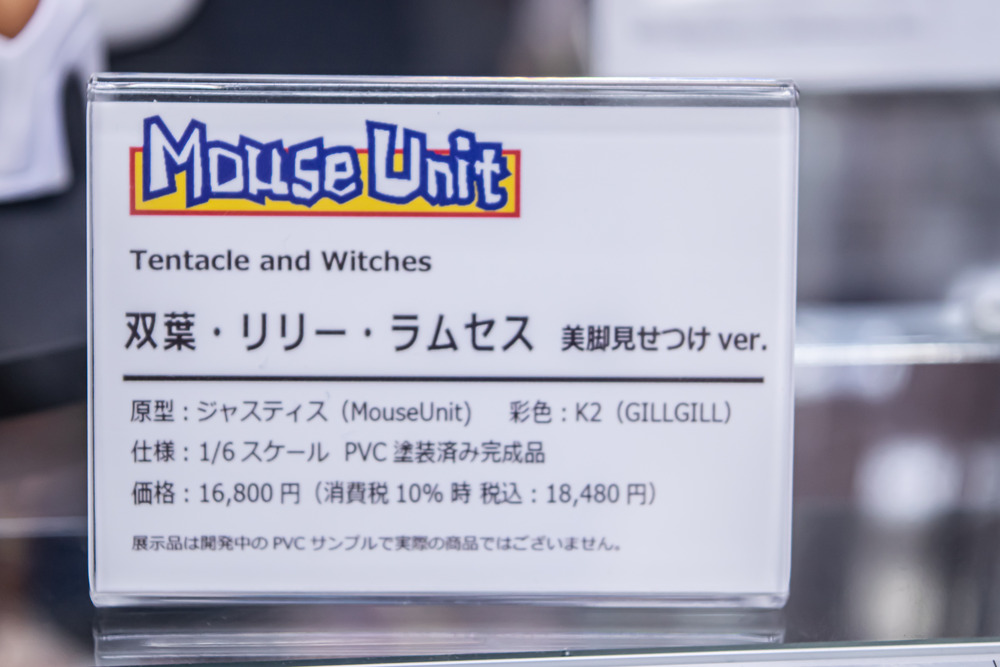 Mouse Unit
Tentacle and Witches
双葉・リリー・ラムセス 美脚見せつけ ver.
原型：ジャスティス（MouseUnit） 彩色：K2（GILLGILL）
仕様：1/6 スケール PVC 塗装済み完成品
価格：16,800 円（消費税 10% 時 税込：18,480 円）
展示品は開発中の PVC サンプルで実際の商品ではございません。